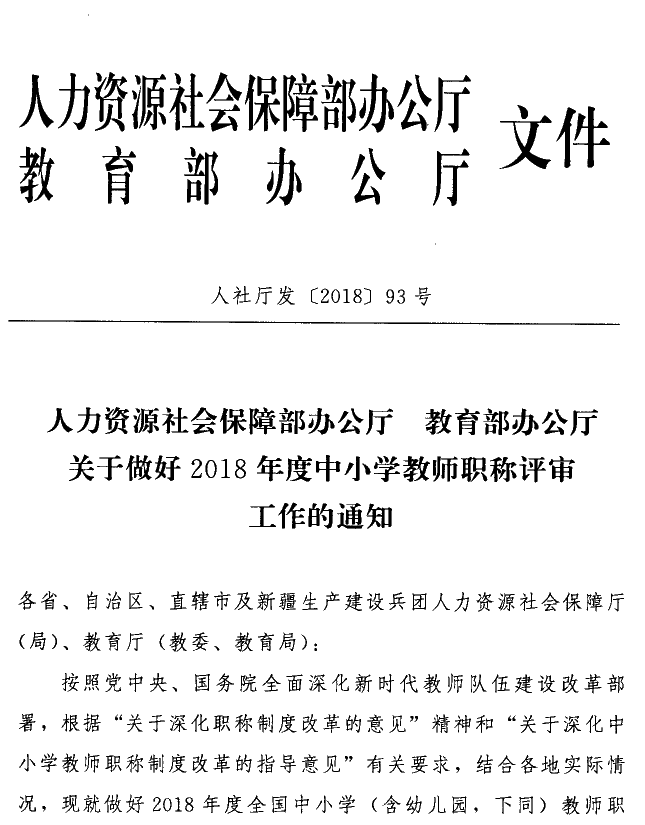 人力资源社会保障部办公厅
教育部办公厅
文件
人社厅发〔2018〕93号
人力资源社会保障部办公厅 教育部办公厅
关于做好2018年度中小学教师职称评审
工作的通知
各省、自治区、直辖市及新疆生产建设兵团人力资源社会保障厅
(局)、教育厅(教委、教育局):
按照党中央、国务院全面深化新时代教师队伍建设改革部
署,根据“关于深化职称制度改革的意见”精神和“关于深化中
小学教师职称制度改革的指导意见”有关要求,结合各地实际情
况,现就做好2018年度全国中小学(含幼儿园,下同)教师职